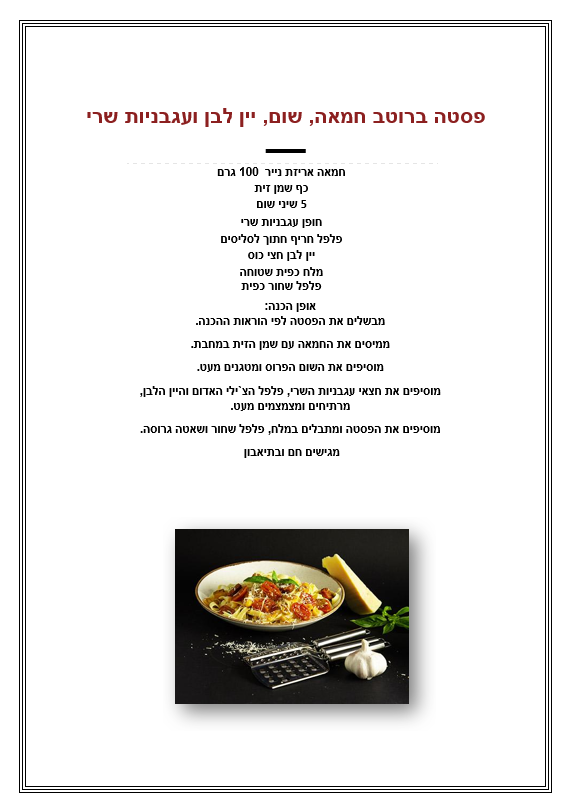 פסטה ברוטב חמאה, שום, יין לבן ועגבניות שרי
חמאה אריזת נייר 100 גרם
כף שמן זית
5 שיני שום
חופן עגבניות שרי
פלפל חריף חתוך לסליסים
יין לבן חצי כוס
מלח כפית שטוחה
פלפל שחור כפית
אופן הכנה:
מבשלים את הפסטה לפי הוראות ההכנה.
ממיסים את החמאה עם שמן הזית במחבת.
מוסיפים את השום הפרוס ומטגנים מעט.
מוסיפים את חצאי עגבניות השרי, פלפל הצ`ילי האדום והיין הלבן,
מרתיחים ומצמצמים מעט.
מוסיפים את הפסטה ומתבלים במלח, פלפל שחור ושאטה גרוסה.
מגישים חם ובתיאבון